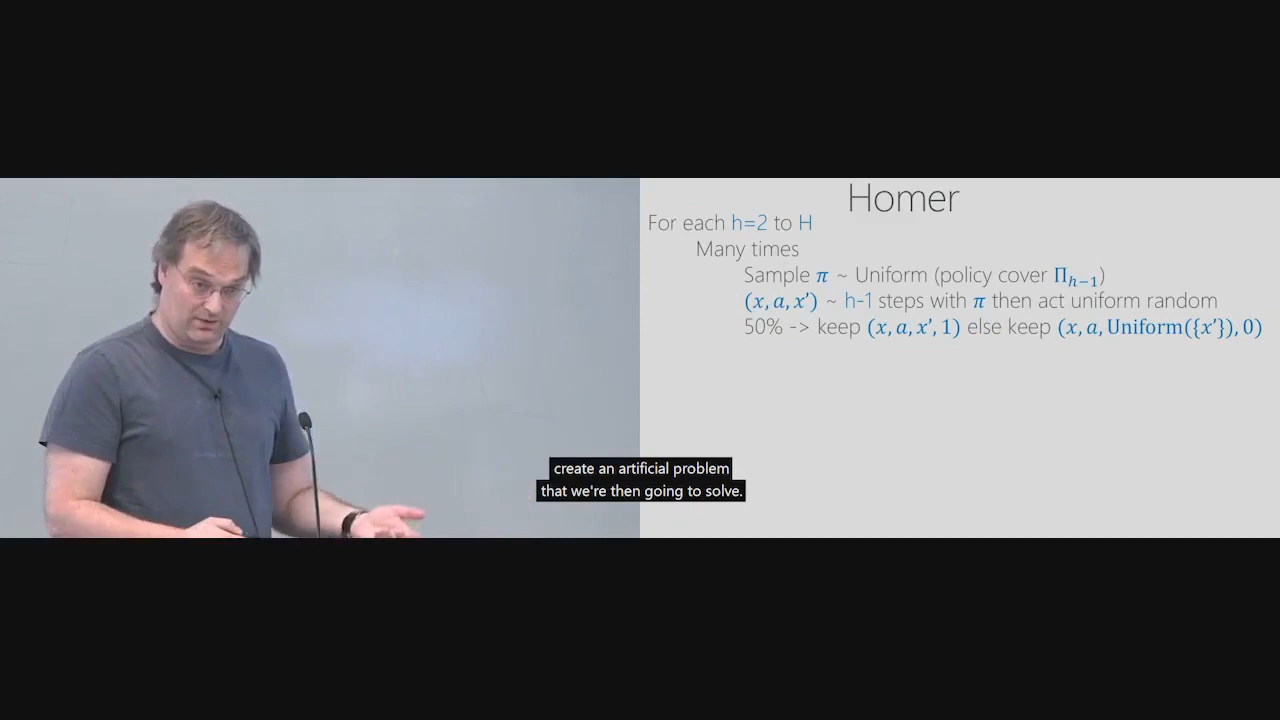 Homer
For each h=2 to H
Many times
Sample π ~ Uniform (policy cover Π_{h−1})
(x, a, x') ~ h-1 steps with π then act uniform random
50% -> keep (x, a, x', 1) else keep (x, a, Uniform({x'}), 0)
create an artificial problem
that we're then going to solve.